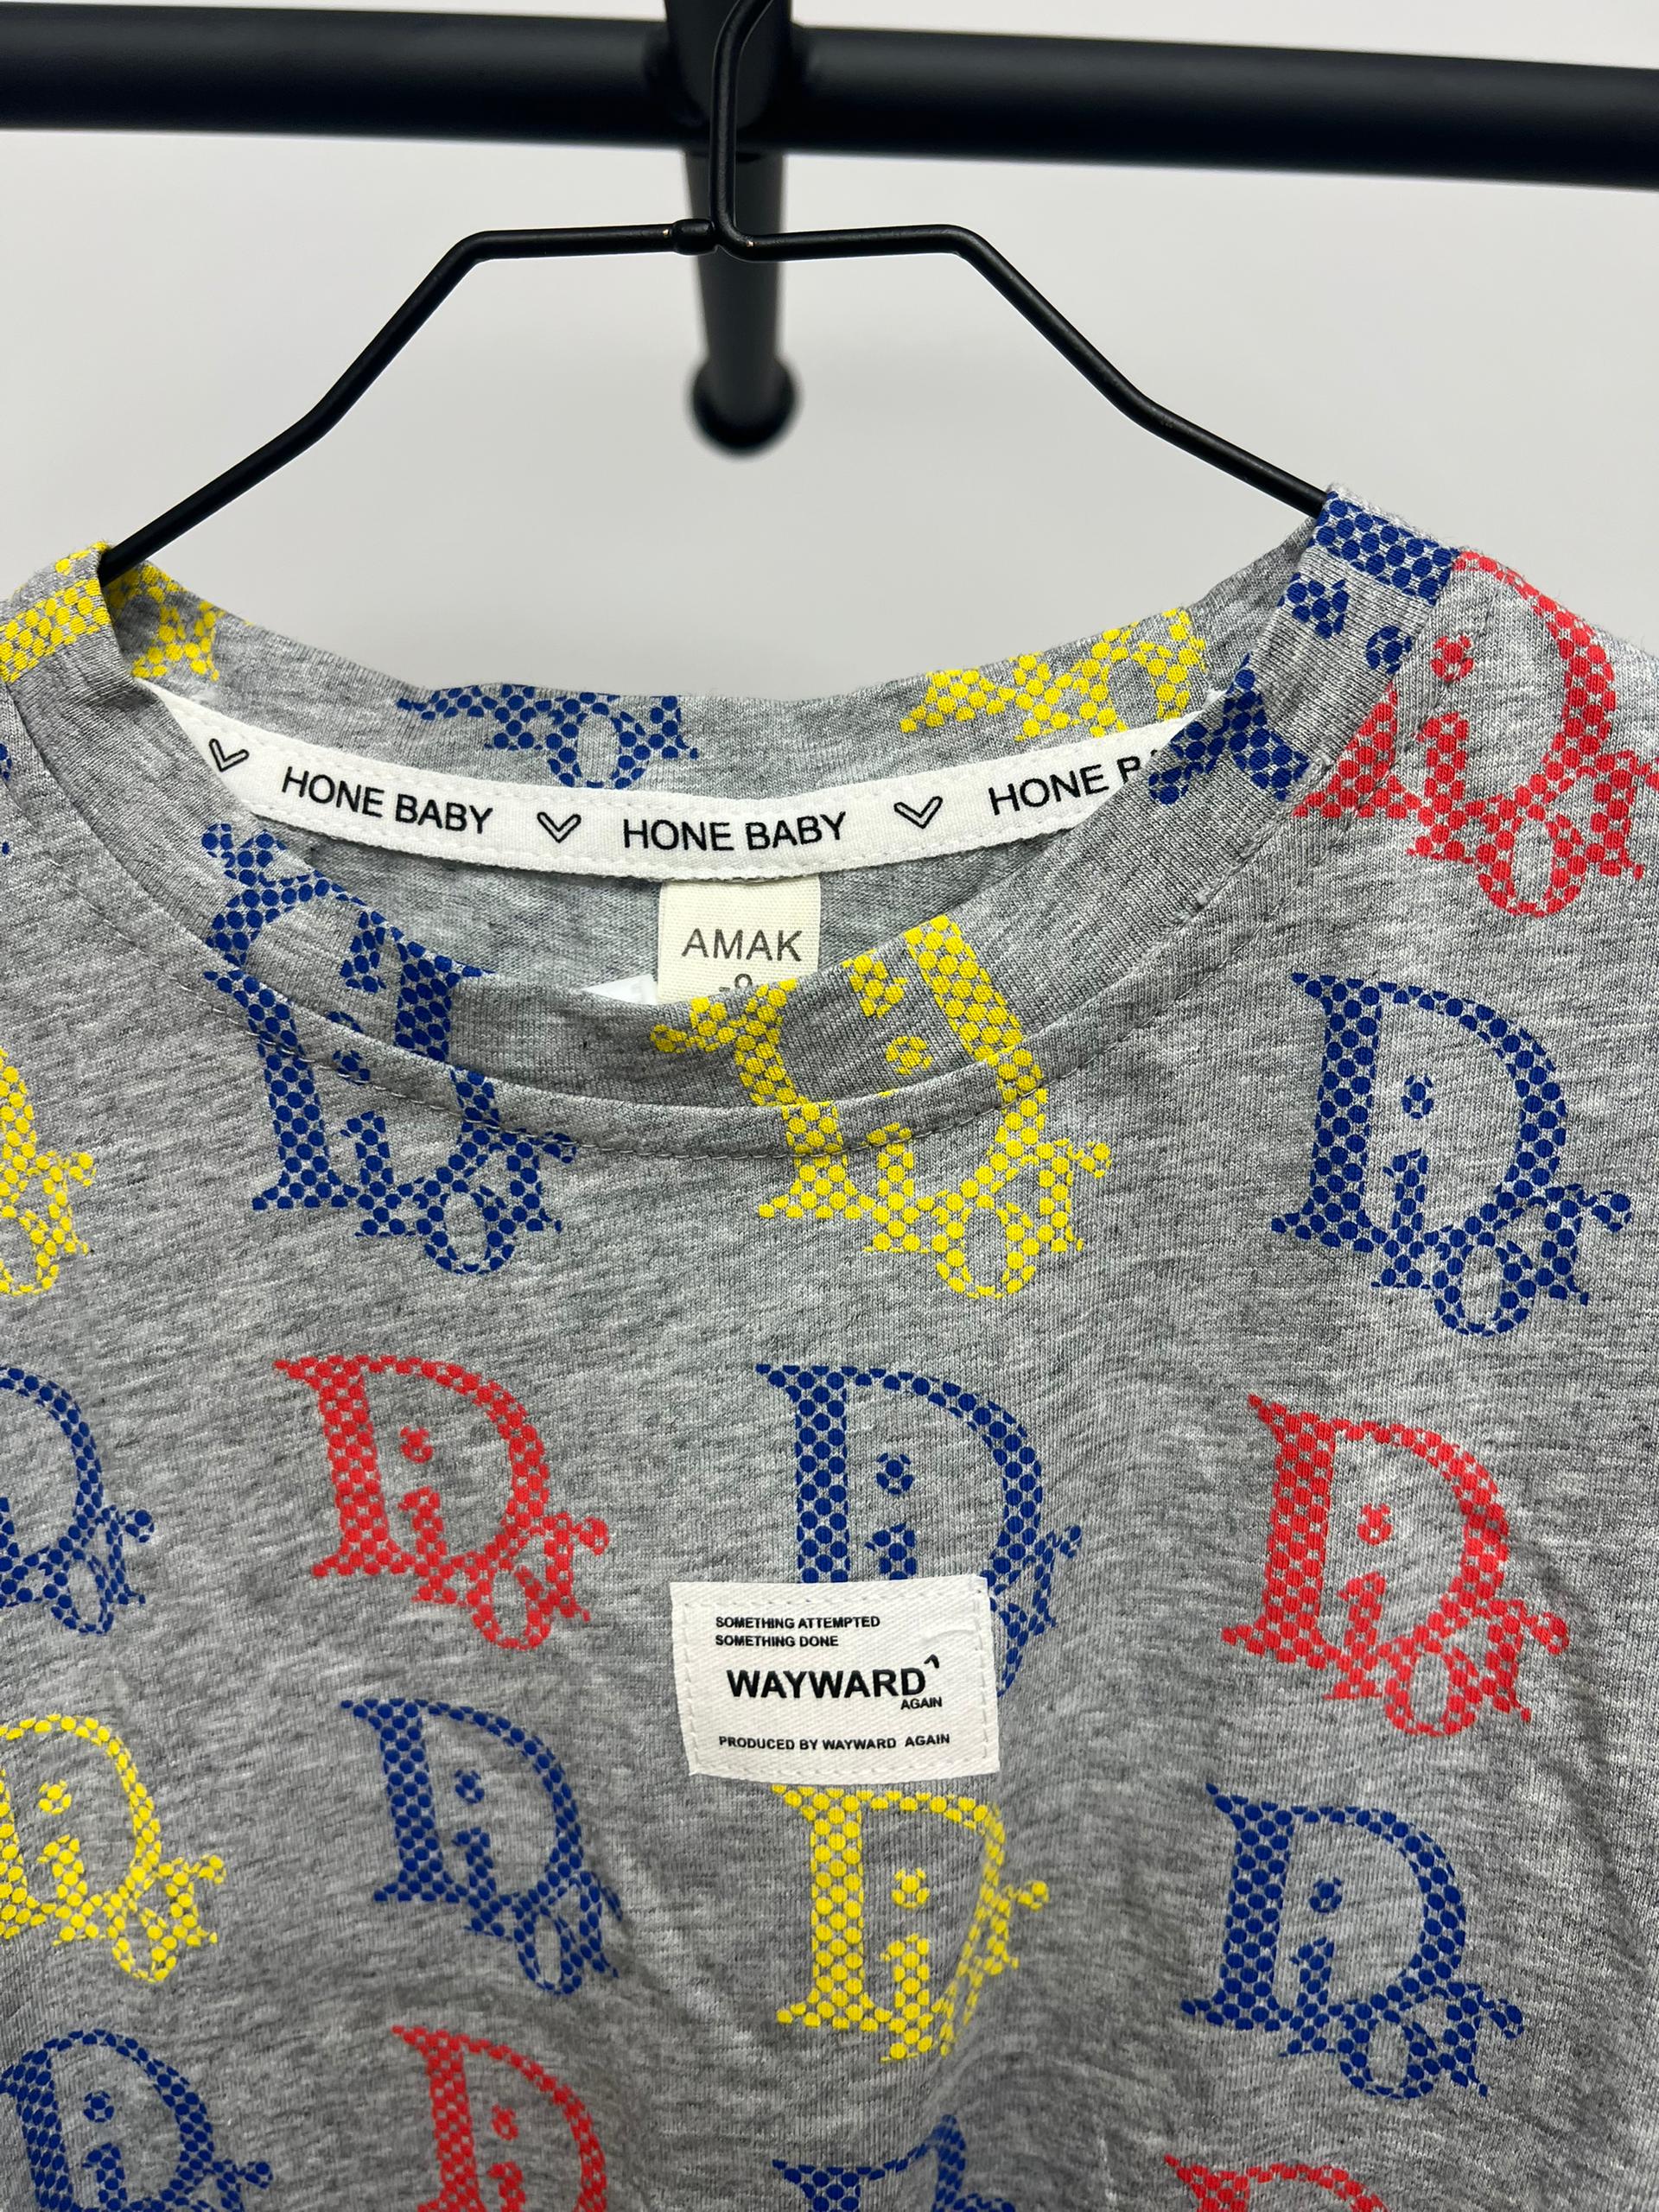 HONE BABY HONE BABY HONE
AMAK
SOMETHING ATTEMPTED
SOMETHING DONE
WAYWARD
AGAIN
PRODUCED BY WAYWARD AGAIN